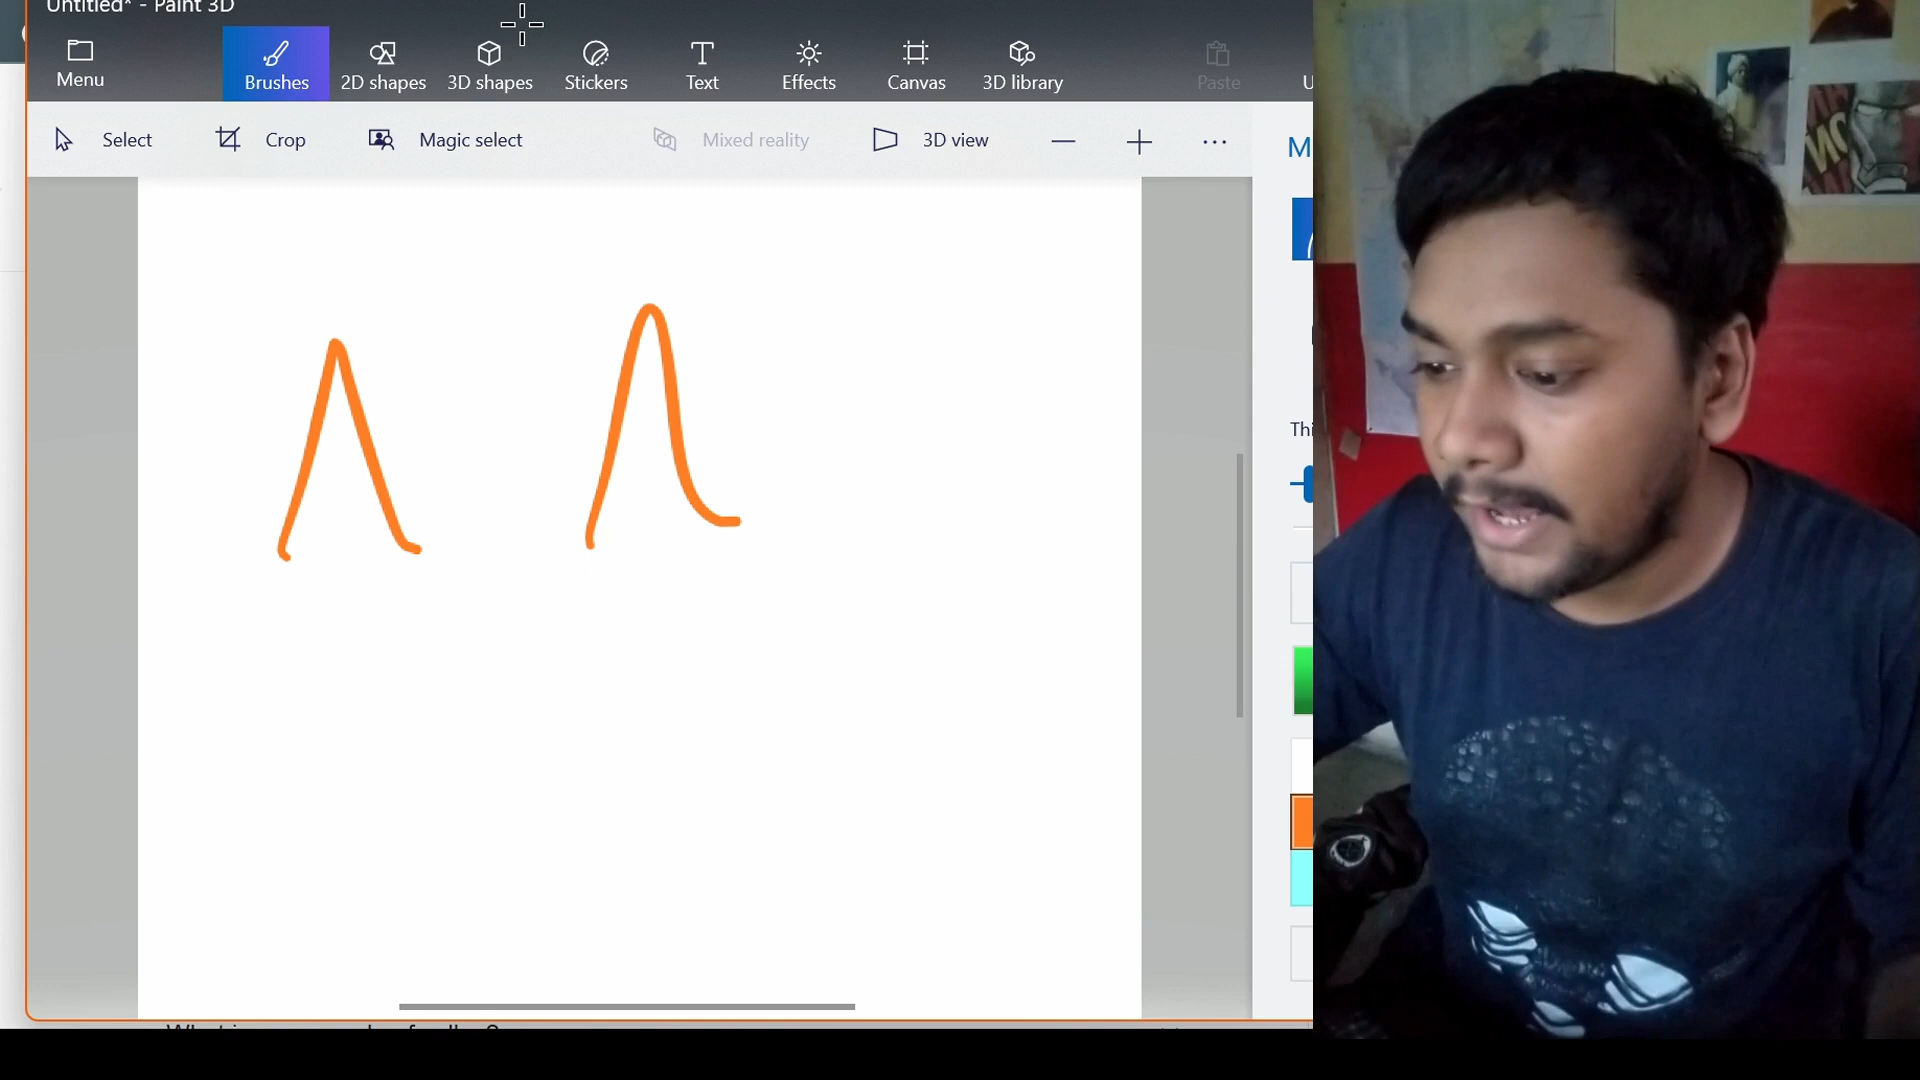 Untitled* - Paint 3D
Menu
Brushes
2D shapes
3D shapes
Stickers
Text
Effects
Canvas
3D library
Paste
U
Select
Crop
Magic select
Mixed reality
3D view
M
Thi